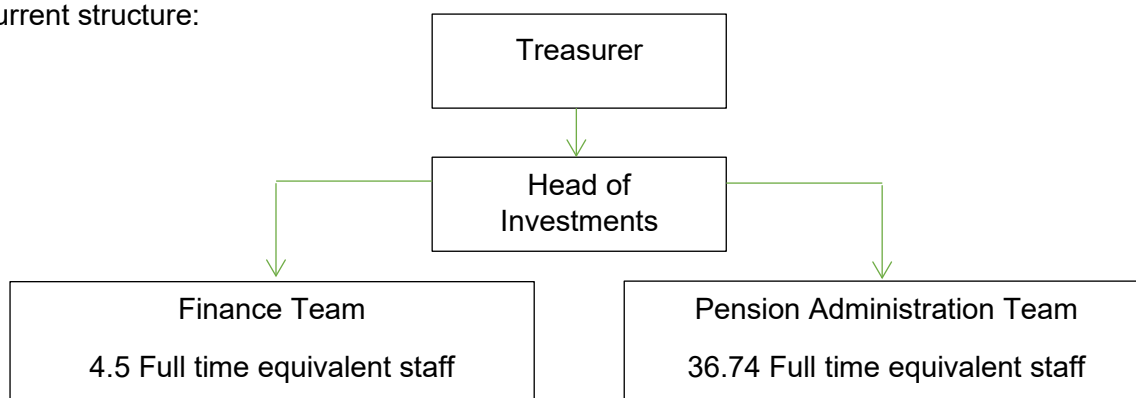 urrent structure:
Treasurer
Head of
Investments
Finance Team
4.5 Full time equivalent staff
Pension Administration Team
36.74 Full time equivalent staff